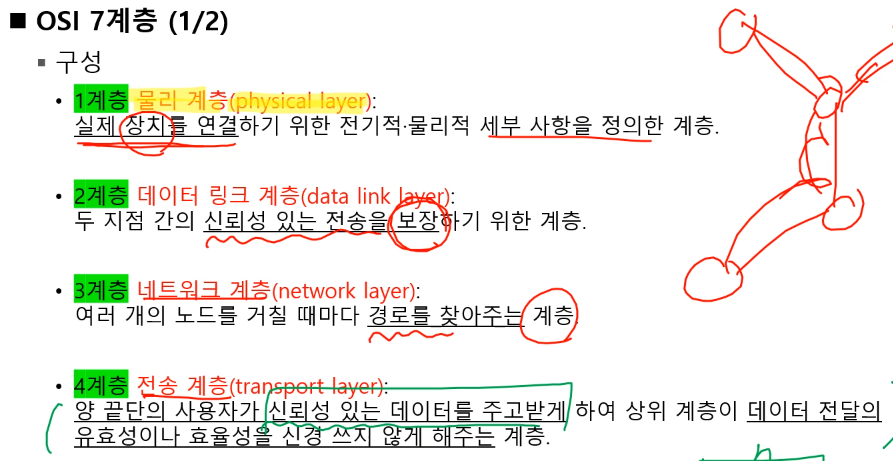 ■ OSI 7계층 (1/2)
▪ 구성
• 1계층 물리 계층(physical layer):
실제 장치를 연결하기 위한 전기적·물리적 세부 사항을 정의한 계층.
• 2계층 데이터 링크 계층(data link layer):
두 지점 간의 신뢰성 있는 전송을 보장하기 위한 계층.
• 3계층 네트워크 계층(network layer):
여러 개의 노드를 거칠 때마다 경로를 찾아주는 계층.
• 4계층 전송 계층(transport layer):
양 끝단의 사용자가 신뢰성 있는 데이터를 주고받게 하여 상위 계층이 데이터 전달의
유효성이나 효율성을 신경 쓰지 않게 해주는 계층.